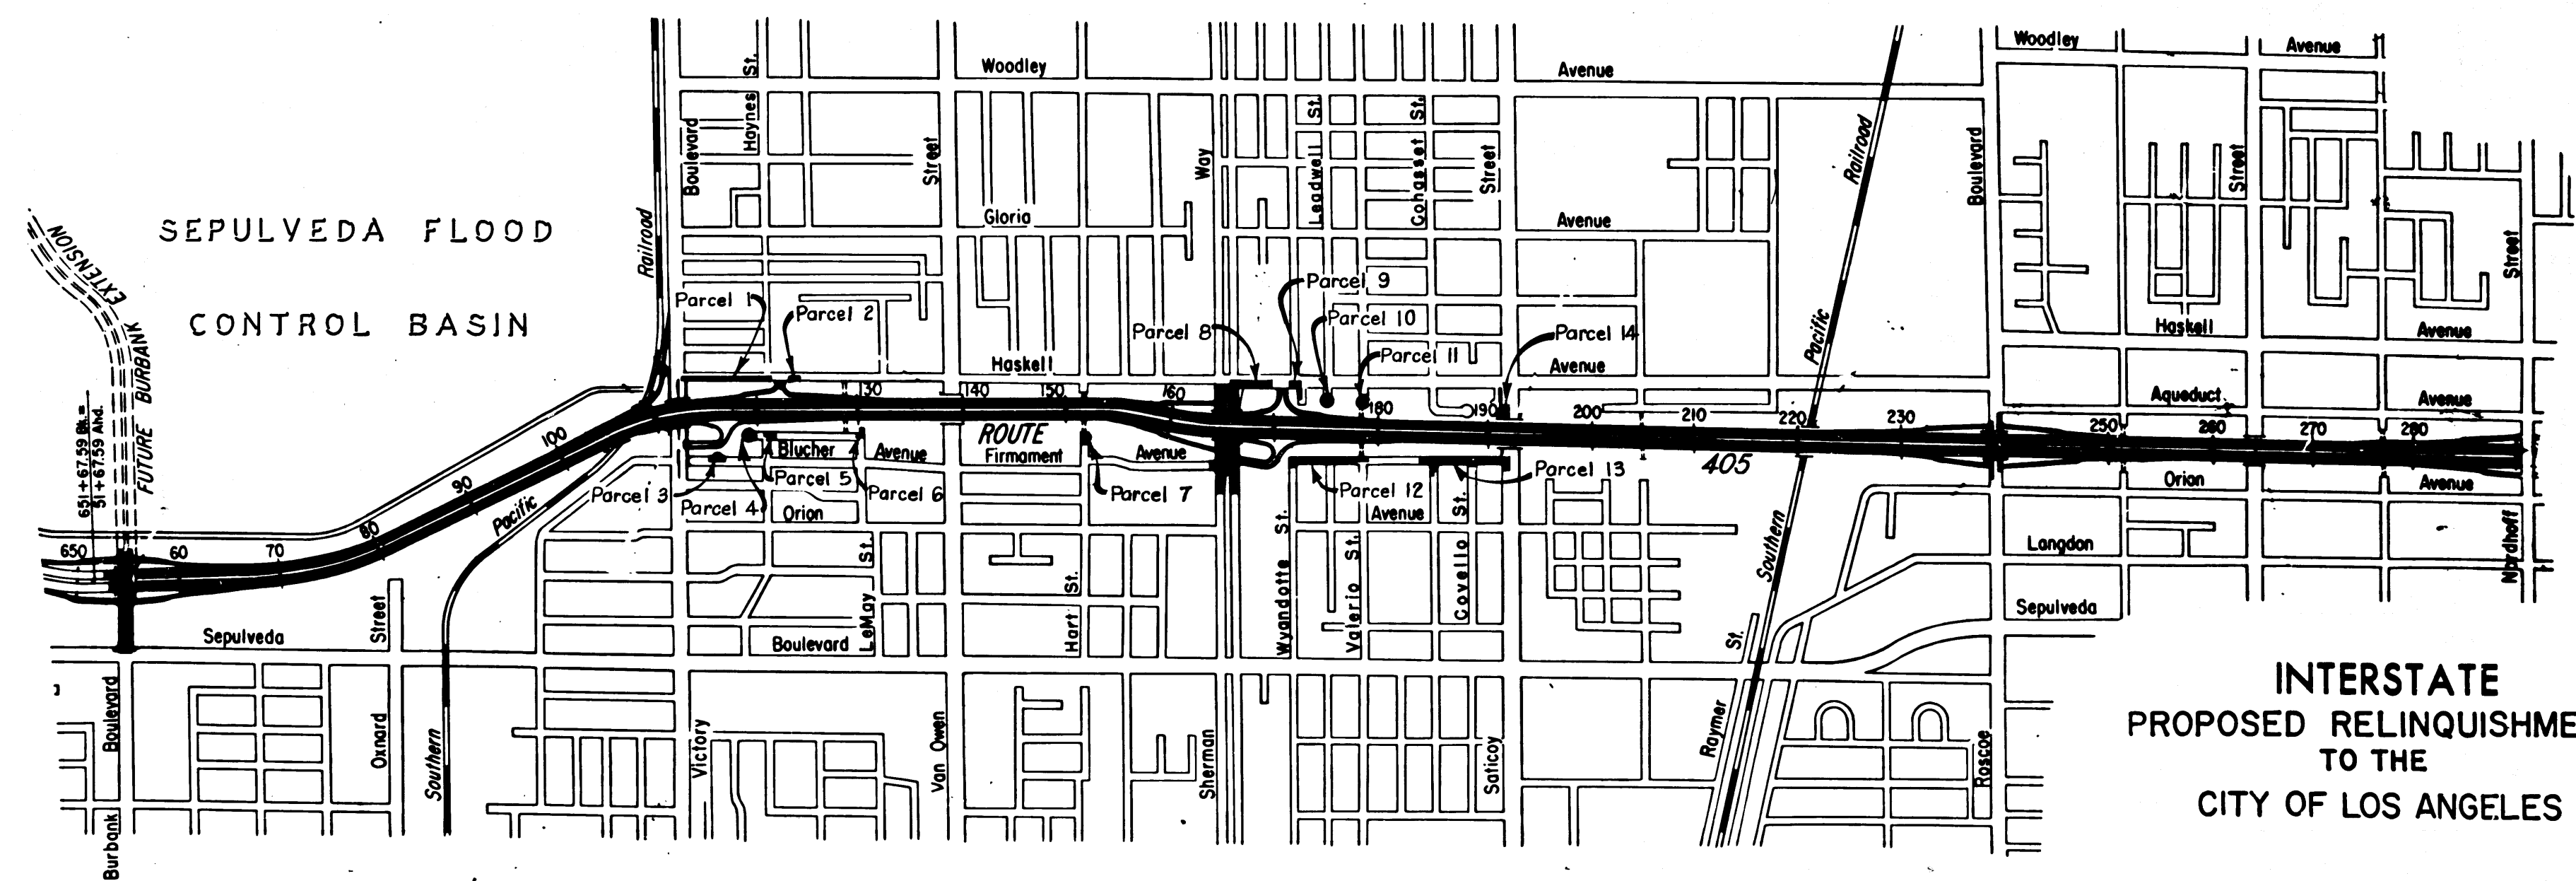 Woodley
Avenue
Woodley
Avenue
St.
Haynes
Boulevard
Street
Way
Leadwell St.
Cohasset St.
Street
Railroad
Boulevard
Street
Street
Railroad
Gloria
Avenue
SEPULVEDA FLOOD
CONTROL BASIN
FUTURE BURBANK EXTENSION
Parcel 1
Parcel 2
Parcel 8
Parcel 9
Parcel 10
Parcel 11
Parcel 14
Pacific
Haskell
Avenue
Haskell
Avenue
Aqueduct
Avenue
651+67.59 Bk.=
51+67.59 Ahd.
650
60
70
80
90
100
130
140
150
160
180
190
200
210
220
230
250
260
270
280
ROUTE
405
Blucher
Avenue
Firmament
Avenue
Parcel 3
Parcel 4
Parcel 5
Parcel 6
Parcel 7
Parcel 12
Parcel 13
Orion
Avenue
Orion
Avenue
Pacific
Southern
Langdon
Nordhoff
Sepulveda
Boulevard
Sepulveda
Street
LeMay St.
Hart St.
Wyandotte St.
Valerio St.
Covello St.
St.
Raymer
Burbank Boulevard
Oxnard
Southern
Victory
Van Owen
Sherman
Saticoy
Roscoe
INTERSTATE
PROPOSED RELINQUISHME
TO THE
CITY OF LOS ANGELES